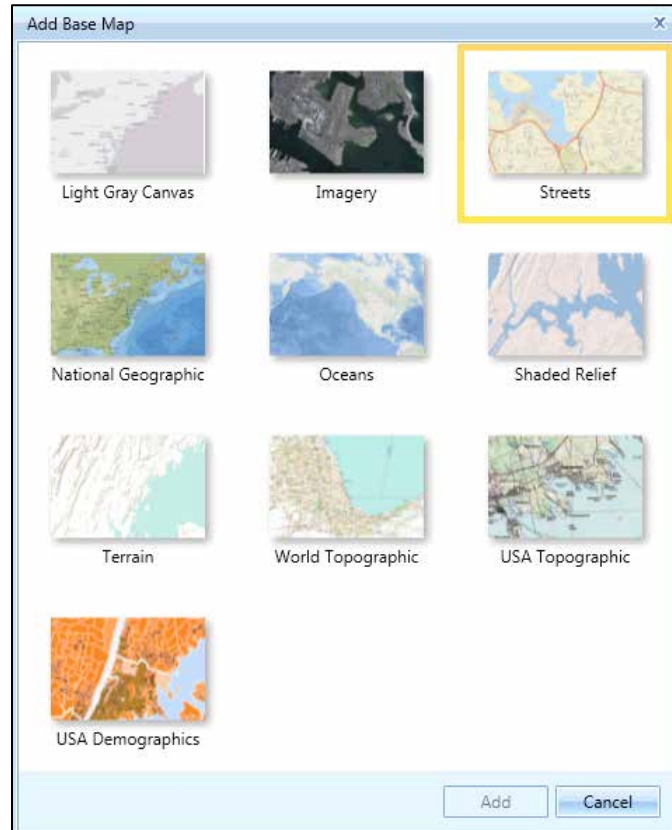 Add Base Map
Light Gray Canvas
Imagery
Streets
National Geographic
Oceans
Shaded Relief
Terrain
World Topographic
USA Topographic
USA Demographics
Add
Cancel